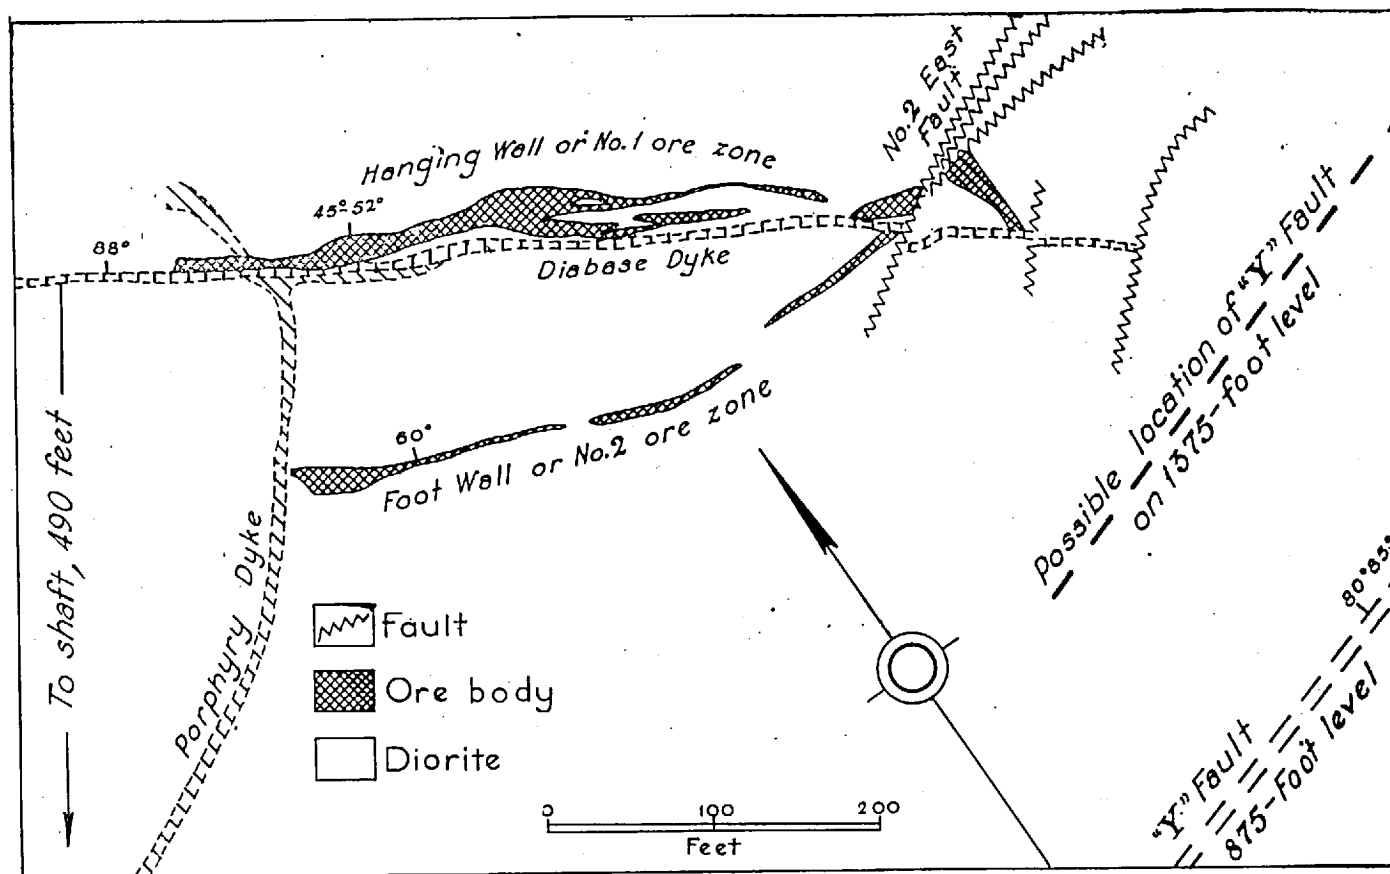 No.2 East
Fault
Hanging Wall or No.1 ore zone
45°-52°
88°
Diabase Dyke
Possible location of "Y" Fault
on 1375-foot level
60°
Foot Wall or No.2 ore zone
To shaft, 490 feet
Porphyry Dyke
80°85°
Fault
Ore body
Diorite
0 100 200
Feet
"Y" Fault
875-foot level